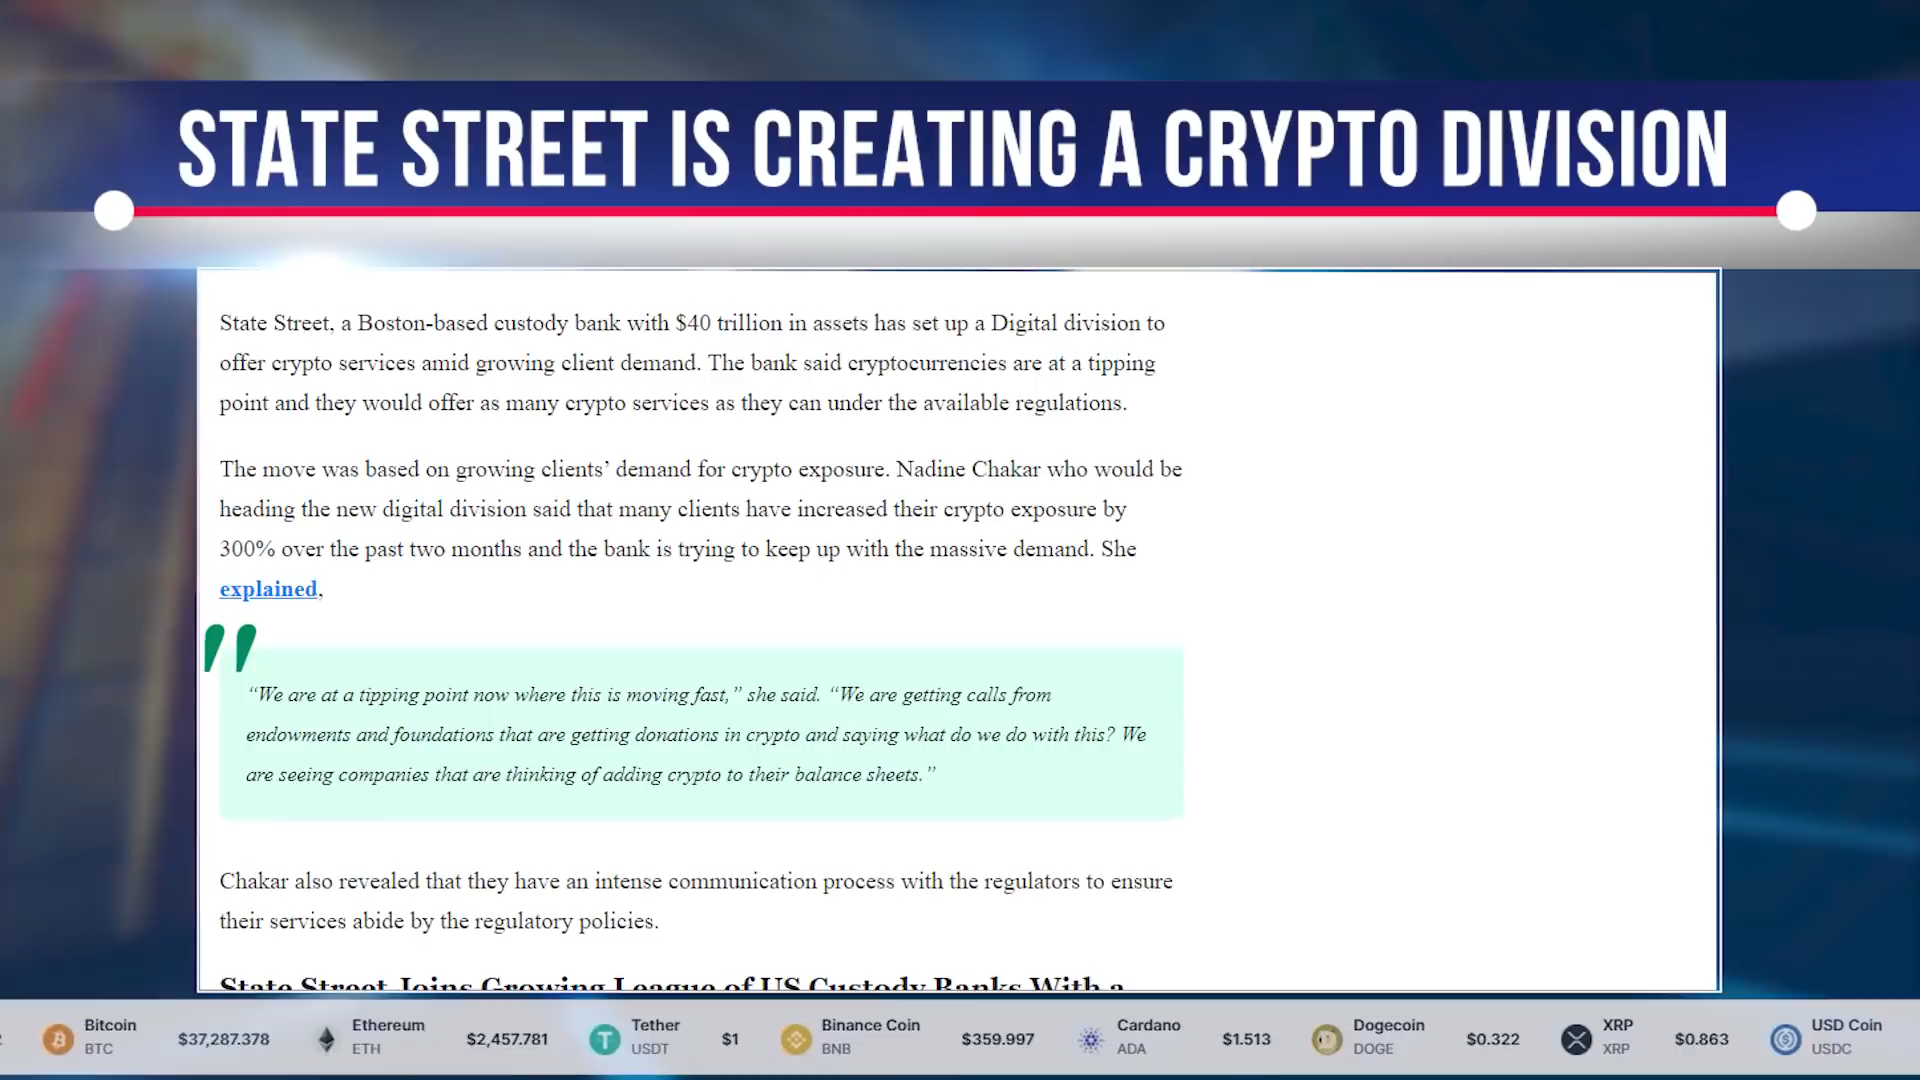 STATE STREET IS CREATING A CRYPTO DIVISION
State Street, a Boston-based custody bank with $40 trillion in assets has set up a Digital division to
offer crypto services amid growing client demand. The bank said cryptocurrencies are at a tipping
point and they would offer as many crypto services as they can under the available regulations.
The move was based on growing clients’ demand for crypto exposure. Nadine Chakar who would be
heading the new digital division said that many clients have increased their crypto exposure by
300% over the past two months and the bank is trying to keep up with the massive demand. She
explained,
“We are at a tipping point now where this is moving fast,” she said. “We are getting calls from
endowments and foundations that are getting donations in crypto and saying what do we do with this? We
are seeing companies that are thinking of adding crypto to their balance sheets.”
Chakar also revealed that they have an intense communication process with the regulators to ensure
their services abide by the regulatory policies.
State Street Joins Growing League of US Custody Banks With a
Bitcoin BTC $37,287.378 Ethereum ETH $2,457.781 Tether USDT $1 Binance Coin BNB $359.997 Cardano ADA $1.513 Dogecoin DOGE $0.322 XRP XRP $0.863 USD Coin USDC